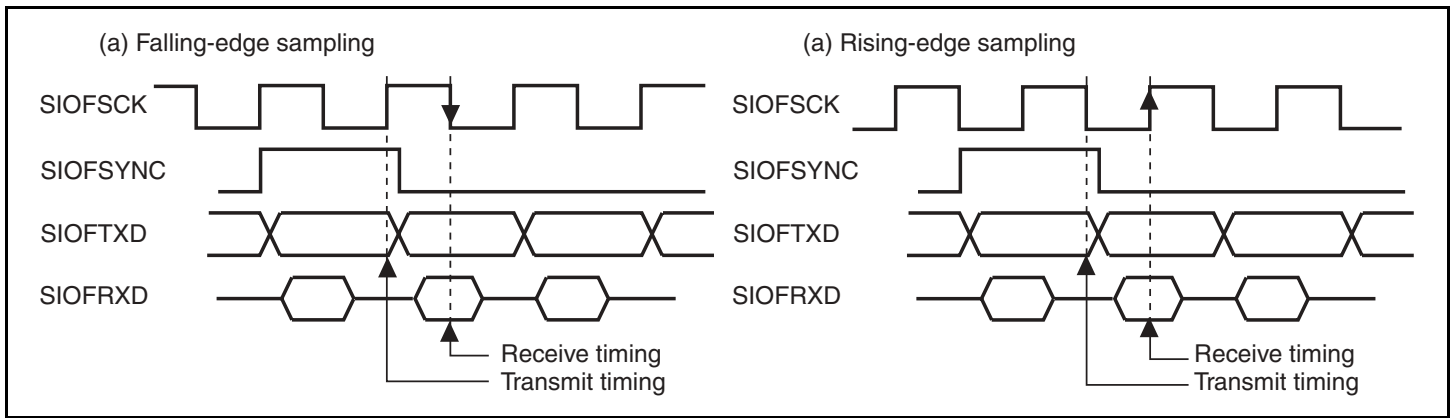 (a) Falling-edge sampling
SIOFSCK
SIOFSYNC
SIOFTXD
SIOFRXD
Receive timing
Transmit timing
(a) Rising-edge sampling
SIOFSCK
SIOFSYNC
SIOFTXD
SIOFRXD
Receive timing
Transmit timing